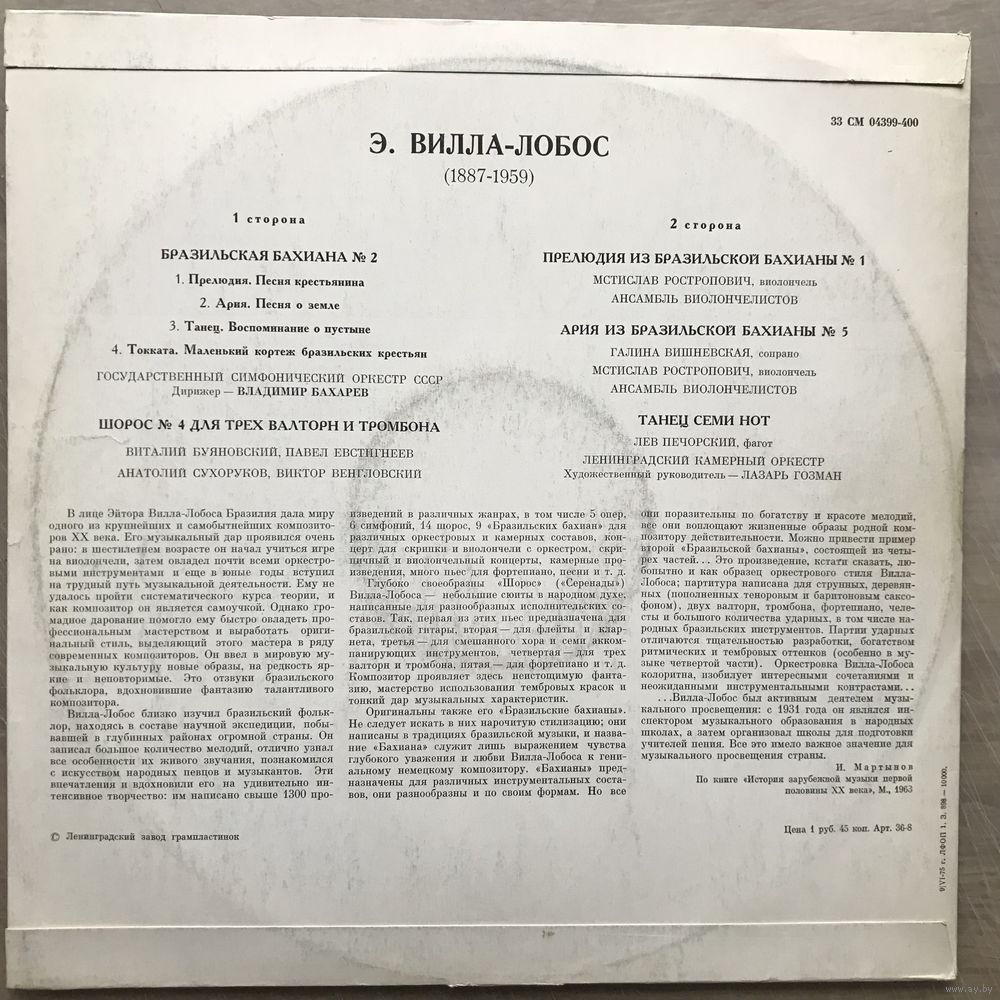 33 СМ 04399-400
Э. ВИЛЛА-ЛОБОС
(1887-1959)
1 сторона
БРАЗИЛЬСКАЯ БАХИАНА № 2
1. Прелюдия. Песня крестьянина
2. Ария. Песня о земле
3. Танец. Воспоминание о пустыне
4. Токката. Маленький кортеж бразильских крестьян
ГОСУДАРСТВЕННЫЙ СИМФОНИЧЕСКИЙ ОРКЕСТР СССР
Дирижер — ВЛАДИМИР БАХАРЕВ
ШОРОС № 4 ДЛЯ ТРЕХ ВАЛТОРН И ТРОМБОНА
ВИТАЛИЙ БУЯНОВСКИЙ, ПАВЕЛ ЕВСТИГНЕЕВ
АНАТОЛИЙ СУХОРУКОВ, ВИКТОР ВЕНГЛОВСКИЙ
2 сторона
ПРЕЛЮДИЯ ИЗ БРАЗИЛЬСКОЙ БАХИАНЫ № 1
МСТИСЛАВ РОСТРОПОВИЧ, виолончель
АНСАМБЛЬ ВИОЛОНЧЕЛИСТОВ
АРИЯ ИЗ БРАЗИЛЬСКОЙ БАХИАНЫ № 5
ГАЛИНА ВИШНЕВСКАЯ, сопрано
МСТИСЛАВ РОСТРОПОВИЧ, виолончель
АНСАМБЛЬ ВИОЛОНЧЕЛИСТОВ
ТАНЕЦ СЕМИ НОТ
ЛЕВ ПЕЧОРСКИЙ, фагот
ЛЕНИНГРАДСКИЙ КАМЕРНЫЙ ОРКЕСТР
Художественный руководитель — ЛАЗАРЬ ГОЗМАН
В лице Эйтора Вилла-Лобоса Бразилия дала миру
одного из крупнейших и самобытнейших композито-
ров XX века. Его музыкальный дар проявился очень
рано: в шестилетнем возрасте он начал учиться игре
на виолончели, затем овладел почти всеми оркестро-
выми инструментами и еще в юные годы вступил
на трудный путь музыкальной деятельности. Ему не
удалось пройти систематического курса теории, и
как композитор он является самоучкой. Однако гро-
мадное дарование помогло ему быстро овладеть про-
фессиональным мастерством и выработать ориги-
нальный стиль, выделяющий этого мастера в ряду
современных композиторов. Он ввел в мировую му-
зыкальную культуру новые образы, на редкость яр-
кие и неповторимые. Это отзвуки бразильского
фольклора, вдохновившие фантазию талантливого
композитора.
Вилла-Лобос близко изучил бразильский фольк-
лор, находясь в составе научной экспедиции, побы-
вавшей в глубинных районах огромной страны. Он
записал большое количество мелодий, отлично узнал
все особенности их живого звучания, познакомился
с искусством народных певцов и музыкантов. Эти
впечатления и вдохновили его на удивительно ин-
тенсивное творчество: им написано свыше 1300 про-
изведений в различных жанрах, в том числе 5 опер,
6 симфоний, 14 шорос, 9 «Бразильских бахиан» для
различных оркестровых и камерных составов, кон-
церт для скрипки и виолончели с оркестром, скри-
пичный и виолончельный концерты, камерные про-
изведения, много пьес для фортепьяно, песни и т. д.
Глубоко своеобразны «Шорос» («Серенады»)
Вилла-Лобоса — небольшие сюиты в народном духе,
написанные для разнообразных исполнительских со-
ставов. Так, первая из этих пьес предназначена для
бразильской гитары, вторая — для флейты и клар-
нета, третья — для смешанного хора и семи акком-
панирующих инструментов, четвертая — для трех
валторн и тромбона, пятая — для фортепиано и т. д.
Композитор проявляет здесь неистощимую фанта-
зию, мастерство использования тембровых красок и
тонкий дар музыкальных характеристик.
Оригинальны также его «Бразильские бахианы».
Не следует искать в них нарочитую стилизацию; они
написаны в традициях бразильской музыки, и назва-
ние «Бахиана» служит лишь выражением чувства
глубокого уважения и любви Вилла-Лобоса к ге-
ниальному немецкому композитору. «Бахианы» пред-
назначены для различных инструментальных соста-
вов, они разнообразны и по своим формам. Но все
они поразительны по богатству и красоте мелодий,
все они воплощают жизненные образы родной ком-
позитору действительности. Можно привести пример
второй «Бразильской бахианы», состоящей из четы-
рех частей... Это произведение, кстати сказать, лю-
бопытно и как образец оркестрового стиля Вилла-
Лобоса; партитура написана для струнных, деревян-
ных (пополненных теноровым и баритоновым саксо-
фоном), двух валторн, тромбона, фортепиано, челе-
сты и большого количества ударных, в том числе на-
родных бразильских инструментов. Партии ударных
отличаются тщательностью разработки, богатством
ритмических и тембровых оттенков (особенно в му-
зыке четвертой части). Оркестровка Вилла-Лобоса
колоритна, изобилует интересными сочетаниями и
неожиданными инструментальными контрастами...
...Вилла-Лобос был активным деятелем музы-
кального просвещения: с 1931 года он являлся ин-
спектором музыкального образования в народных
школах, а затем организовал школы для подготовки
учителей пения. Все это имело важное значение для
музыкального просвещения страны.
И. Мартынов
По книге «История зарубежной музыки первой
половины XX века», М., 1963
© Ленинградский завод грампластинок
Цена 1 руб. 45 коп. Арт. 36-8
9/VI-75 г. ЛФОП 1. З. 898 — 10 000.
www.ay.by